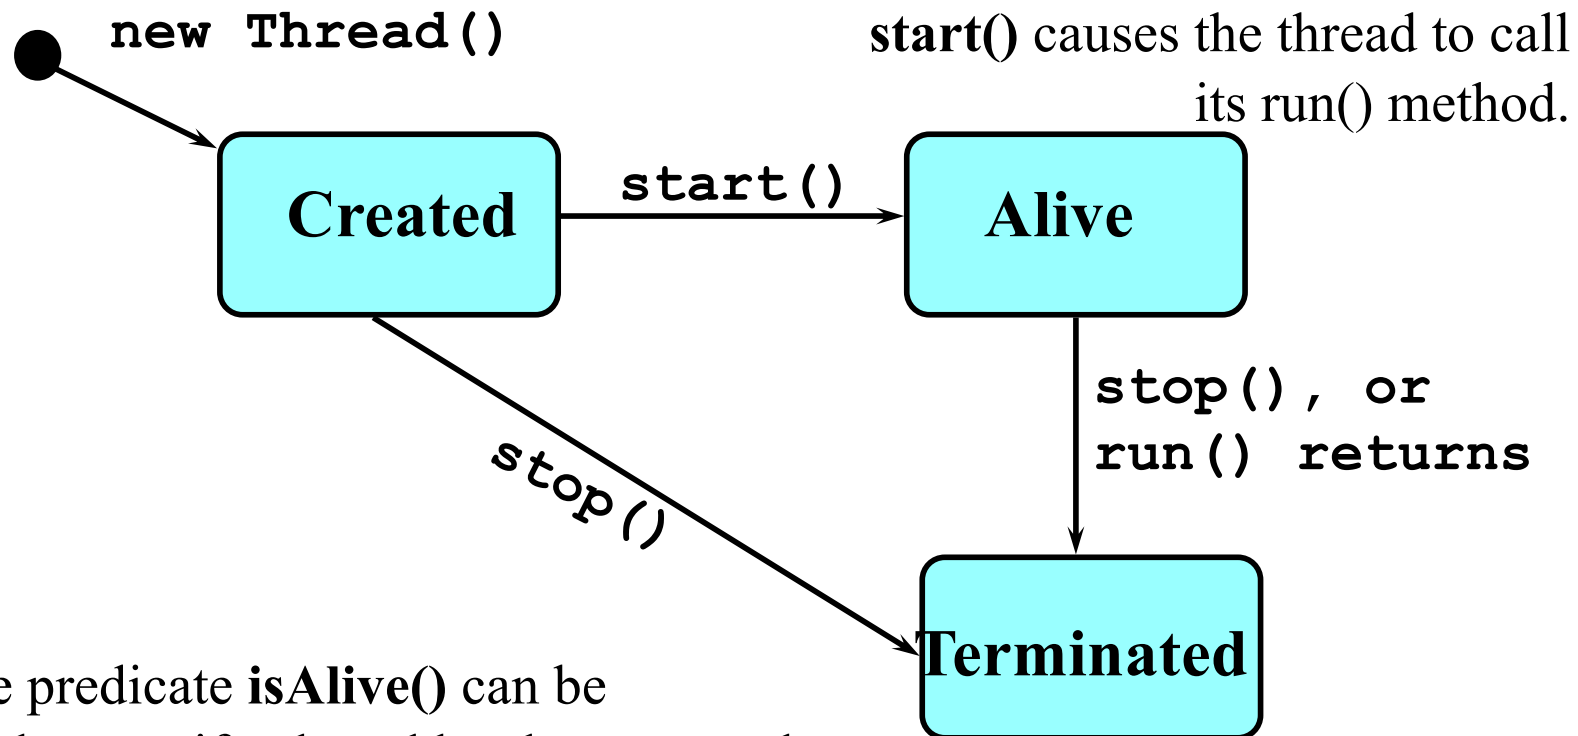 new Thread()
start() causes the thread to call
its run() method.
Created
start()
Alive
stop(), or
run() returns
stop()
Terminated
predicate isAlive() can be